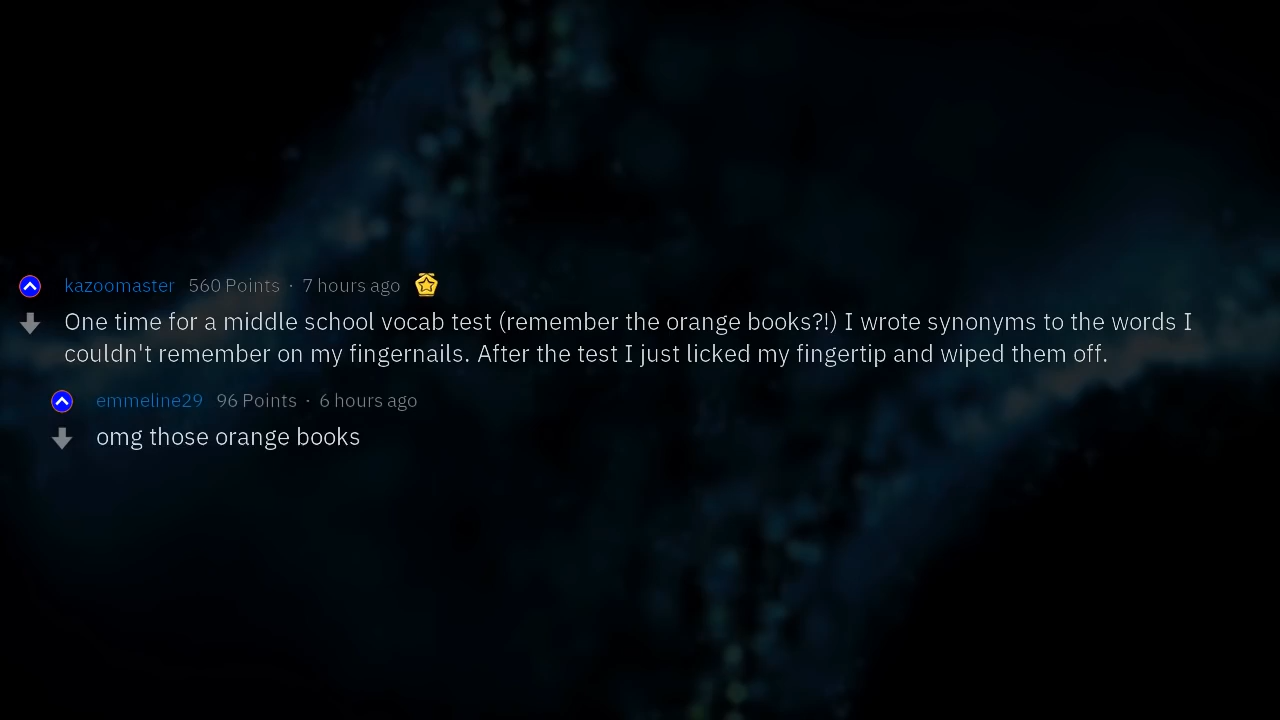 kazoomaster 560 Points · 7 hours ago
One time for a middle school vocab test (remember the orange books?!) I wrote synonyms to the words I
couldn't remember on my fingernails. After the test I just licked my fingertip and wiped them off.
emmeline29 96 Points · 6 hours ago
omg those orange books